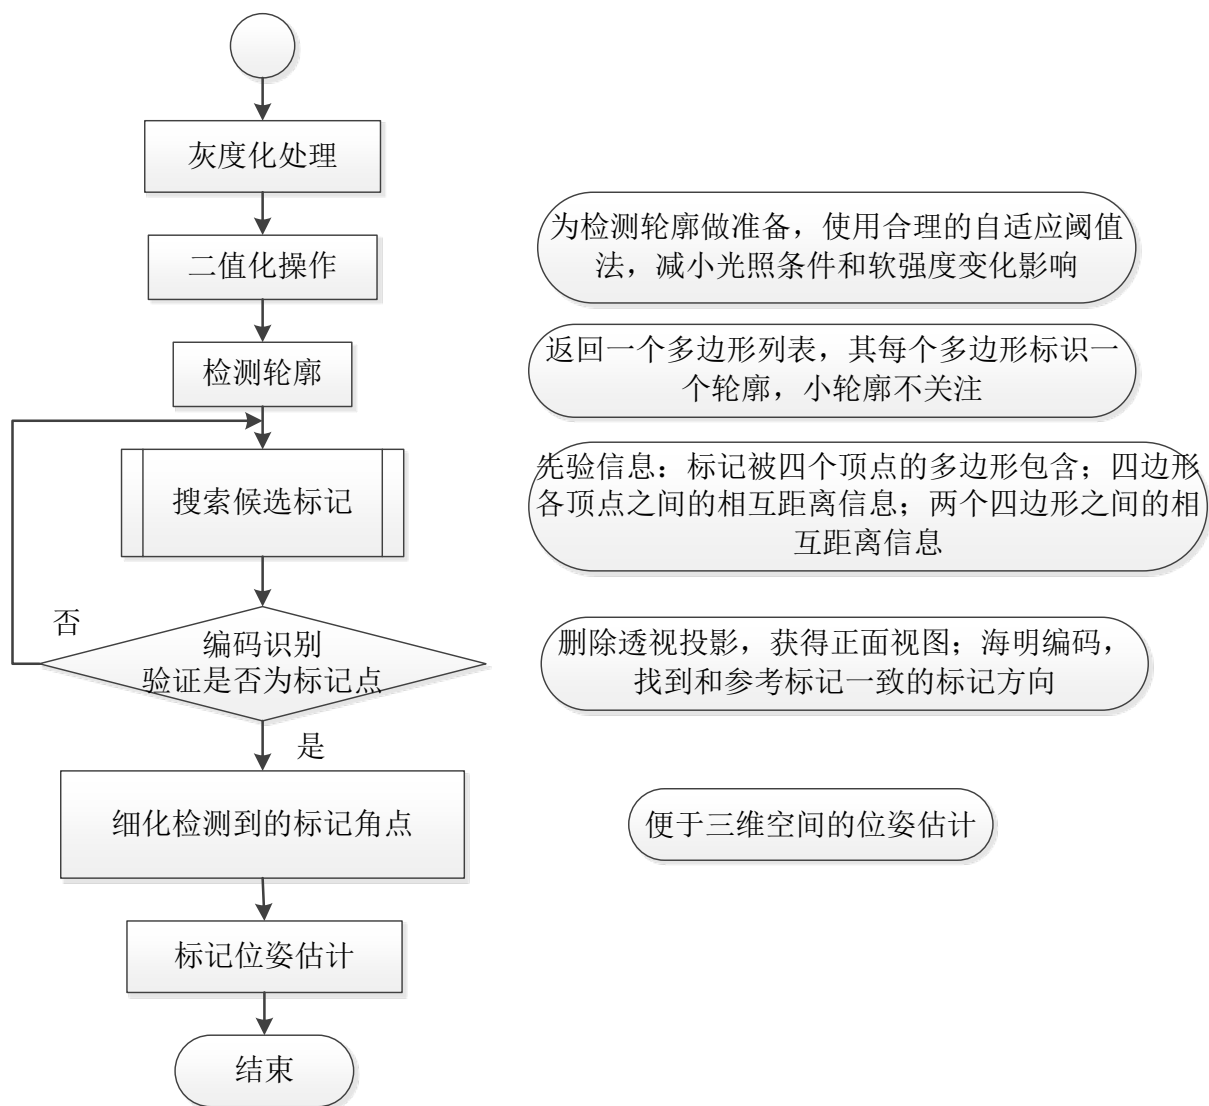 灰度化处理
二值化操作
为检测轮廓做准备，使用合理的自适应阈值
法，减小光照条件和软强度变化影响
检测轮廓
返回一个多边形列表，其每个多边形标识一
个轮廓，小轮廓不关注
搜索候选标记
先验信息：标记被四个顶点的多边形包含；四边形
各顶点之间的相互距离信息；两个四边形之间的相
互距离信息
否
编码识别
验证是否为标记点
删除透视投影，获得正面视图；海明编码，
找到和参考标记一致的标记方向
是
细化检测到的标记角点
便于三维空间的位姿估计
标记位姿估计
结束